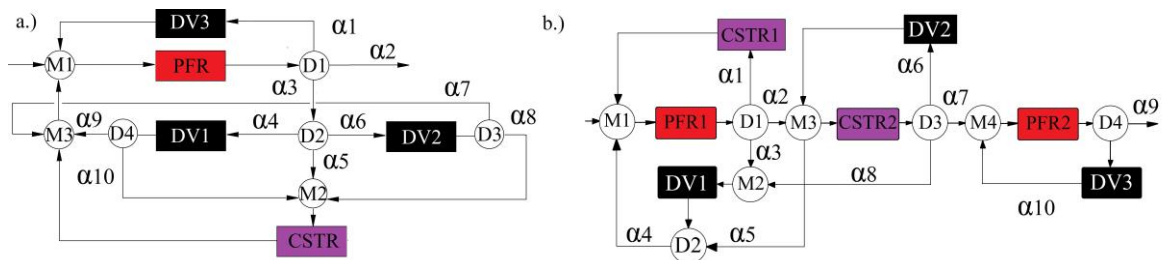 a.)
DV3
α1
α2
M1
PFR
D1
α3
α7
α9
M3
D4
DV1
α4
D2
α6
DV2
D3
α8
α5
α10
M2
CSTR
b.)
CSTR1
DV2
α1
α6
α2
α7
α9
M1
PFR1
D1
M3
CSTR2
D3
M4
PFR2
D4
α3
DV1
M2
α8
DV3
α10
α4
D2
α5